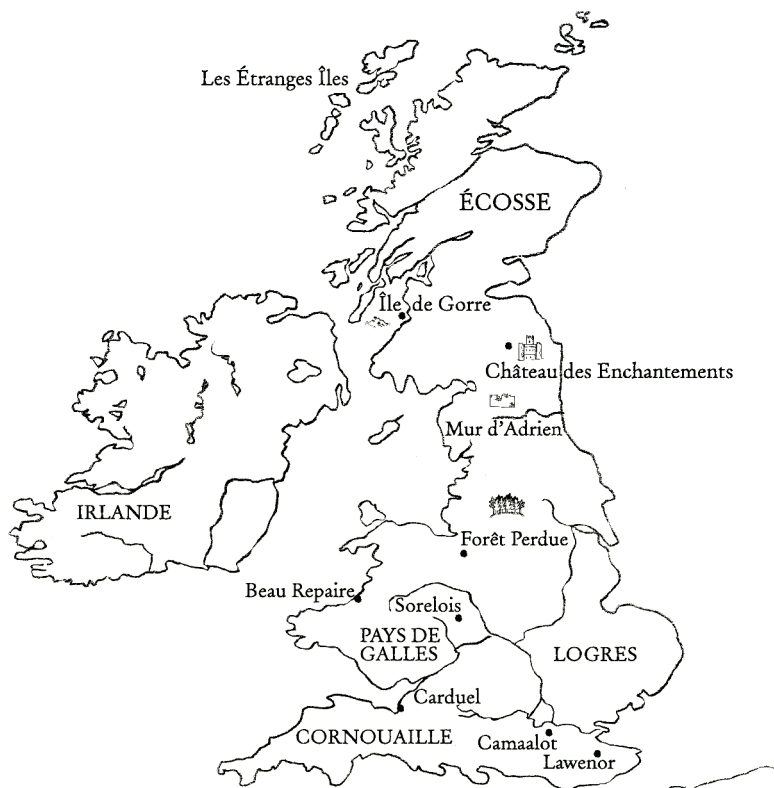 Les Étranges Îles
ÉCOSSE
Île de Gorre
Château des Enchantements
Mur d'Adrien
IRLANDE
Forêt Perdue
Beau Repaire
Sorelois
PAYS DE
GALLES
LOGRES
Carduel
CORNOUAILLE
Camaalot
Lawenor